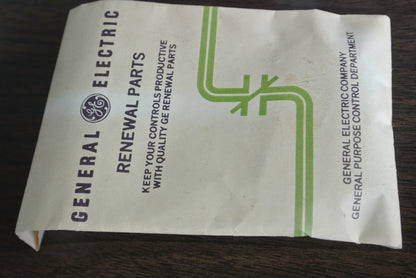 GENERAL GE ELECTRIC
RENEWAL PARTS
KEEP YOUR CONTROLS PRODUCTIVE
WITH QUALITY GE RENEWAL PARTS
GENERAL ELECTRIC COMPANY
GENERAL PURPOSE CONTROL DEPARTMENT